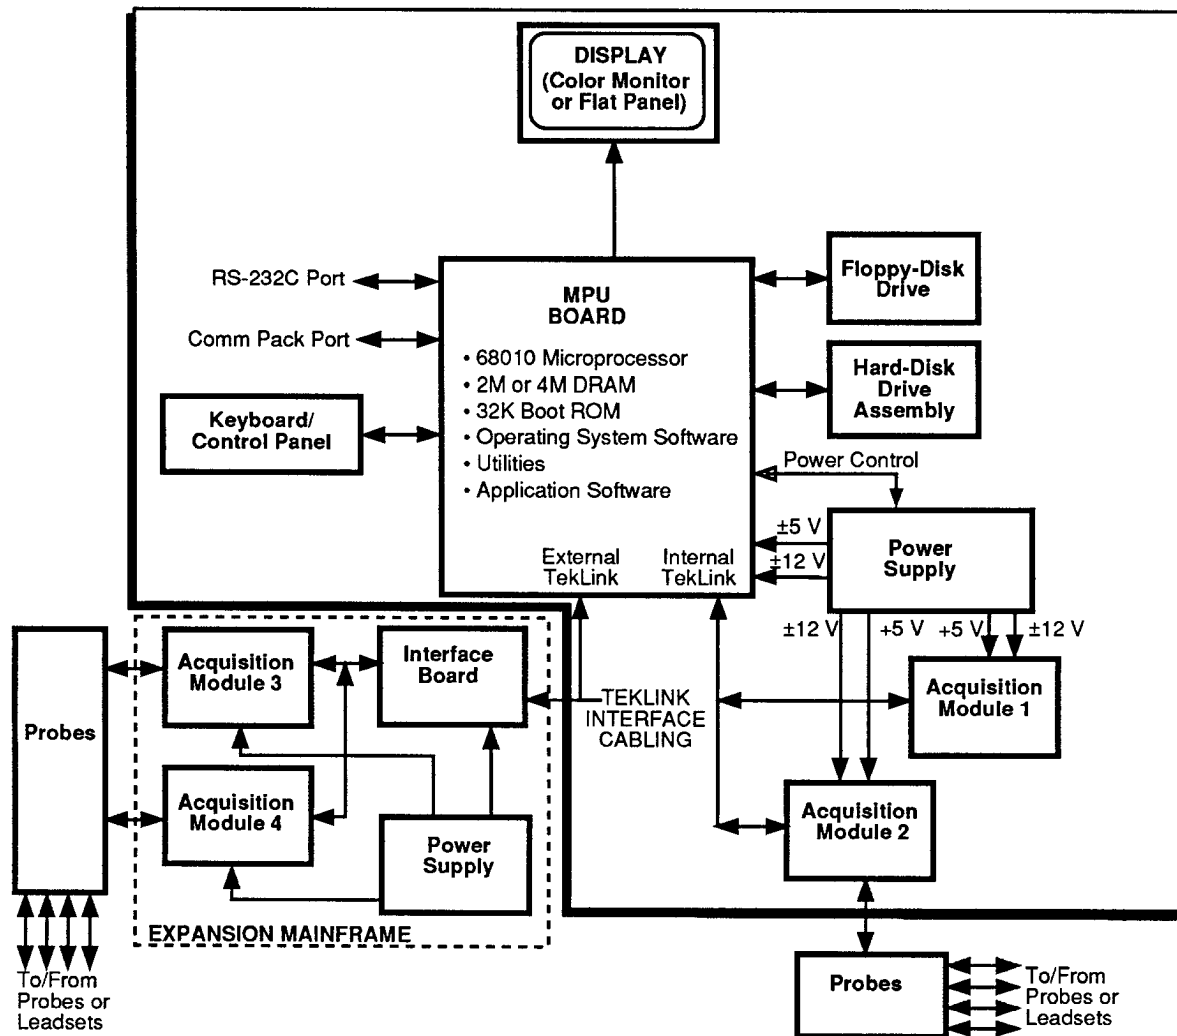 DISPLAY
(Color Monitor
or Flat Panel)
RS-232C Port
Comm Pack Port
Keyboard/
Control Panel
MPU
BOARD
• 68010 Microprocessor
• 2M or 4M DRAM
• 32K Boot ROM
• Operating System Software
• Utilities
• Application Software
External
TekLink
Internal
TekLink
Floppy-Disk
Drive
Hard-Disk
Drive
Assembly
Power Control
±5 V
±12 V
Power
Supply
±12 V
+5 V
+5 V
±12 V
Acquisition
Module 1
Acquisition
Module 2
TEKLINK
INTERFACE
CABLING
Probes
Acquisition
Module 3
Interface
Board
Acquisition
Module 4
Power
Supply
EXPANSION MAINFRAME
To/From
Probes or
Leadsets
Probes
To/From
Probes or
Leadsets